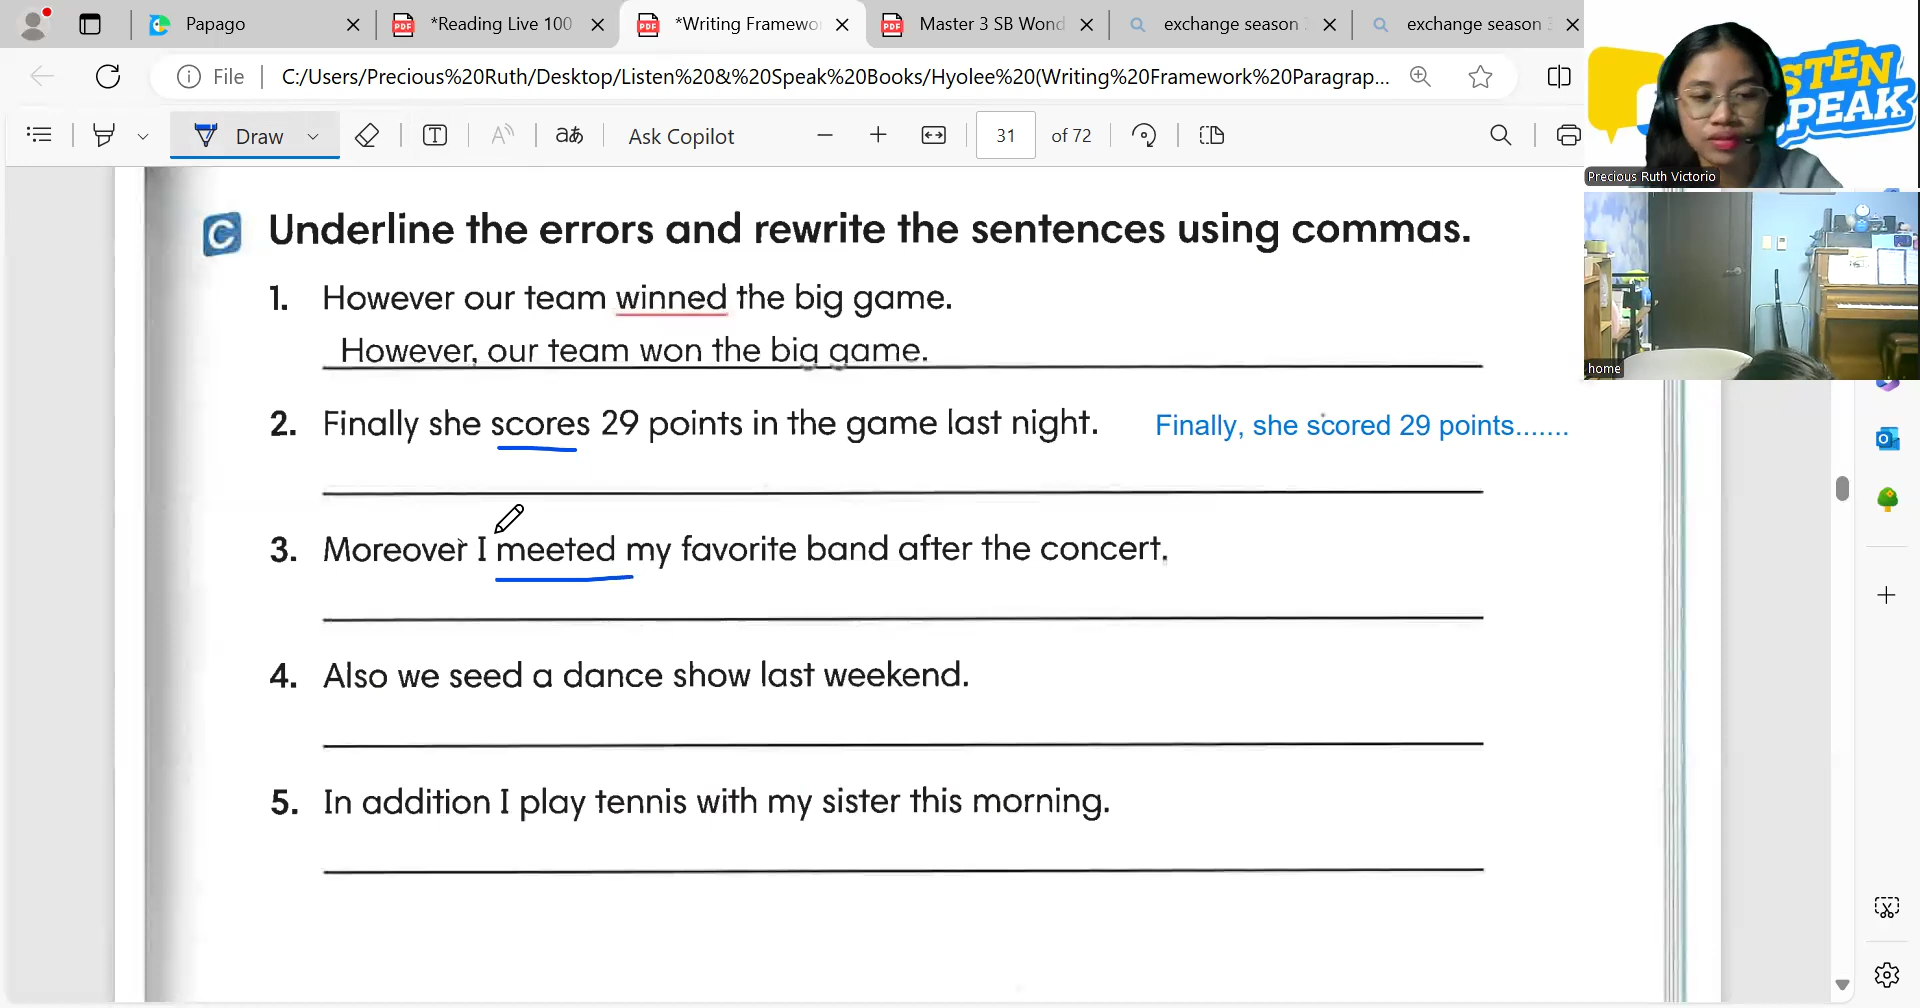 Papago
*Reading Live 100
*Writing Framewo
Master 3 SB Wond
exchange season
exchange season
File
C:/Users/Precious%20Ruth/Desktop/Listen%20&%20Speak%20Books/Hyolee%20(Writing%20Framework%20Paragrap...
Draw
T
A
aあ
Ask Copilot
31
of 72
STEN
PEAK
Precious Ruth Victorio
home
C Underline the errors and rewrite the sentences using commas.
1. However our team winned the big game.
However, our team won the big game.
2. Finally she scores 29 points in the game last night.
Finally, she scored 29 points.......
3. Moreover I meeted my favorite band after the concert.
4. Also we seed a dance show last weekend.
5. In addition I play tennis with my sister this morning.